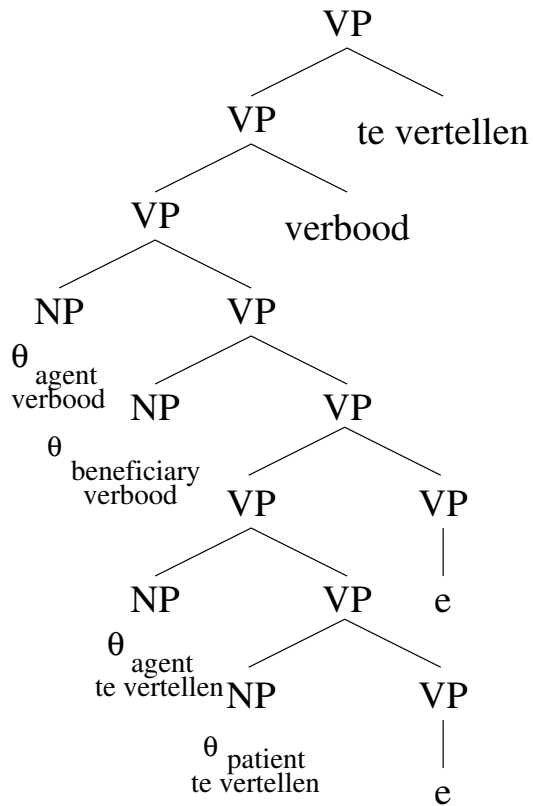 VP
VP te vertellen
VP verbood
NP VP
θ agent
verbood NP VP
θ beneficiary
verbood VP VP
NP VP e
θ agent
te vertellen NP VP
θ patient
te vertellen e